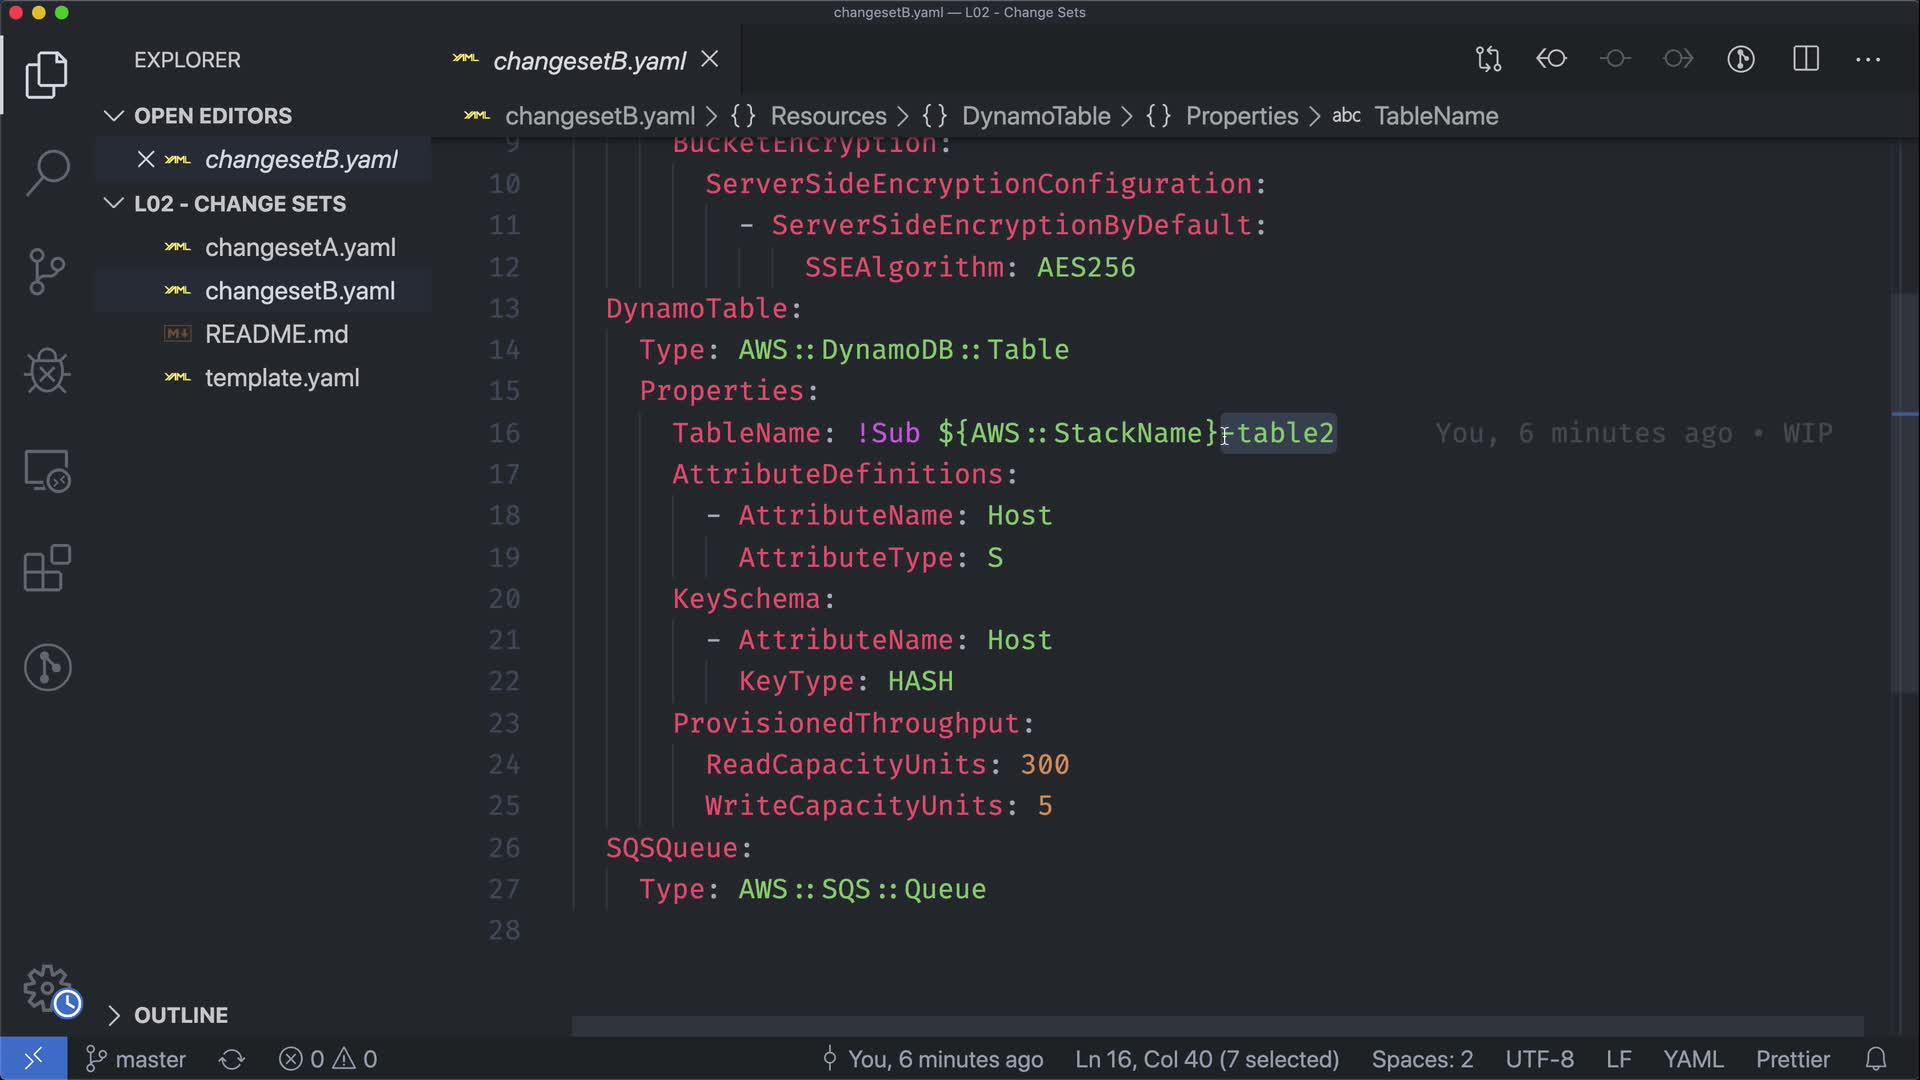 changesetB.yaml — L02 - Change Sets
EXPLORER
changesetB.yaml
OPEN EDITORS
changesetB.yaml > {} Resources > {} DynamoTable > {} Properties > abc TableName
changesetB.yaml
L02 - CHANGE SETS
changesetA.yaml
changesetB.yaml
README.md
template.yaml
9 BucketEncryption:
10 ServerSideEncryptionConfiguration:
11 - ServerSideEncryptionByDefault:
12 SSEAlgorithm: AES256
13 DynamoTable:
14 Type: AWS::DynamoDB::Table
15 Properties:
16 TableName: !Sub ${AWS::StackName}-table2 You, 6 minutes ago • WIP
17 AttributeDefinitions:
18 - AttributeName: Host
19 AttributeType: S
20 KeySchema:
21 - AttributeName: Host
22 KeyType: HASH
23 ProvisionedThroughput:
24 ReadCapacityUnits: 300
25 WriteCapacityUnits: 5
26 SQSQueue:
27 Type: AWS::SQS::Queue
28
OUTLINE
master 0 0 You, 6 minutes ago Ln 16, Col 40 (7 selected) Spaces: 2 UTF-8 LF YAML Prettier